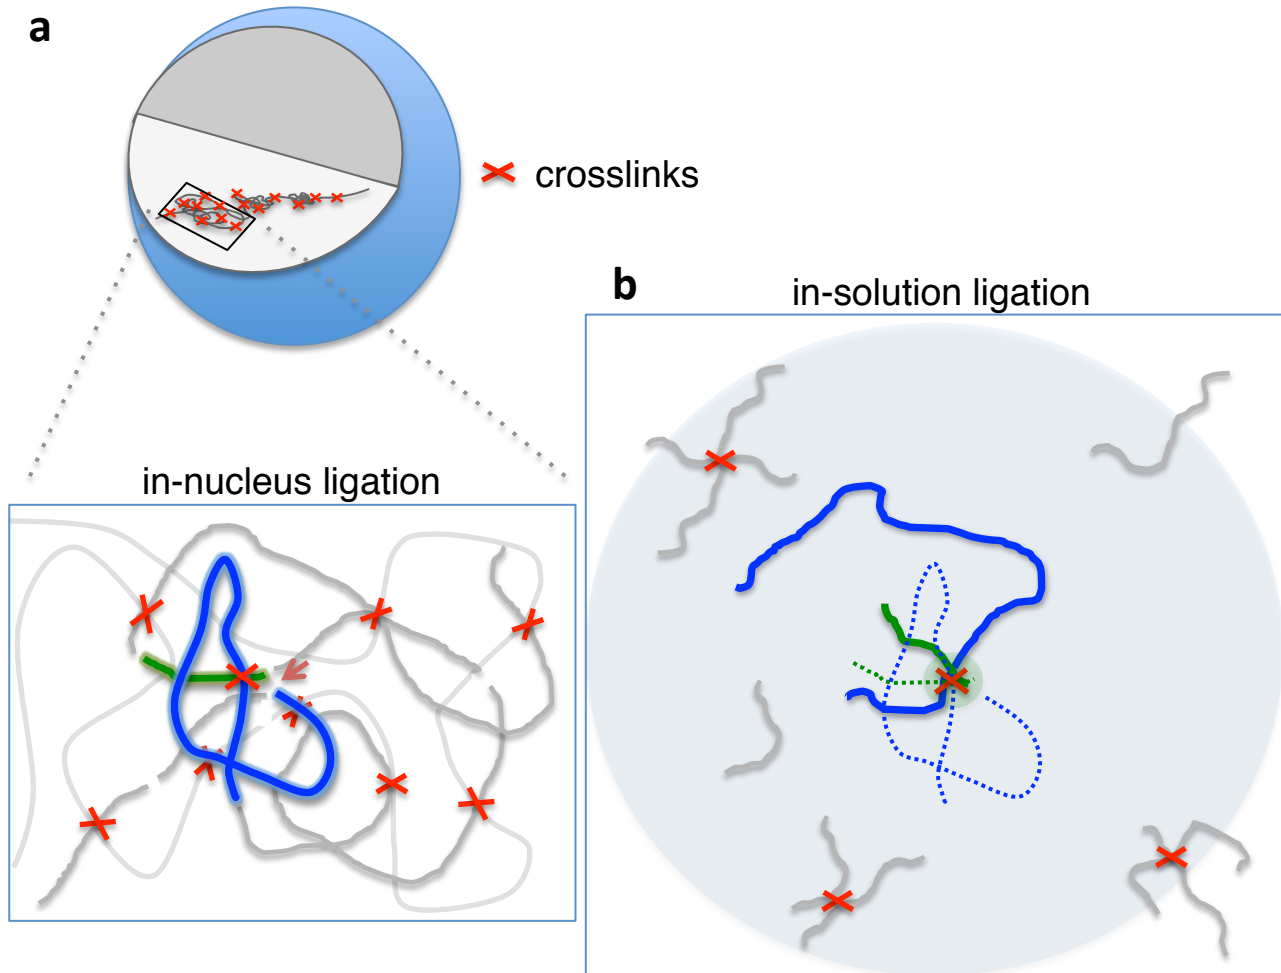 a
crosslinks
b
in-solution ligation
in-nucleus ligation